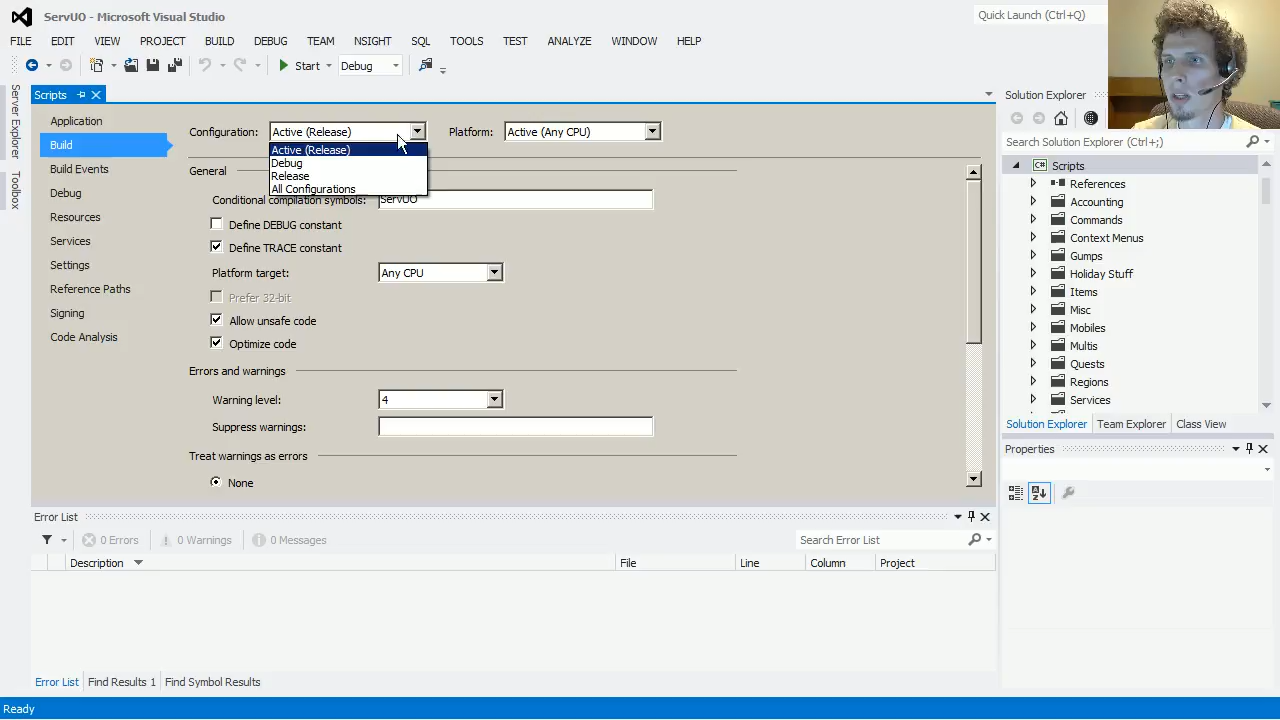 ServUO - Microsoft Visual Studio
Quick Launch (Ctrl+Q)
FILE EDIT VIEW PROJECT BUILD DEBUG TEAM NSIGHT SQL TOOLS TEST ANALYZE WINDOW HELP
Start Debug
Server Explorer
Toolbox
Scripts
Application
Build
Build Events
Debug
Resources
Services
Settings
Reference Paths
Signing
Code Analysis
Configuration: Active (Release) Platform: Active (Any CPU)
Active (Release)
Debug
Release
All Configurations
General
Conditional compilation symbols: ServUO
Define DEBUG constant
Define TRACE constant
Platform target: Any CPU
Prefer 32-bit
Allow unsafe code
Optimize code
Errors and warnings
Warning level: 4
Suppress warnings:
Treat warnings as errors
None
Solution Explorer
Search Solution Explorer (Ctrl+;)
C# Scripts
References
Accounting
Commands
Context Menus
Gumps
Holiday Stuff
Items
Misc
Mobiles
Multis
Quests
Regions
Services
Solution Explorer Team Explorer Class View
Properties
Error List
0 Errors 0 Warnings 0 Messages
Search Error List
Description File Line Column Project
Error List Find Results 1 Find Symbol Results
Ready